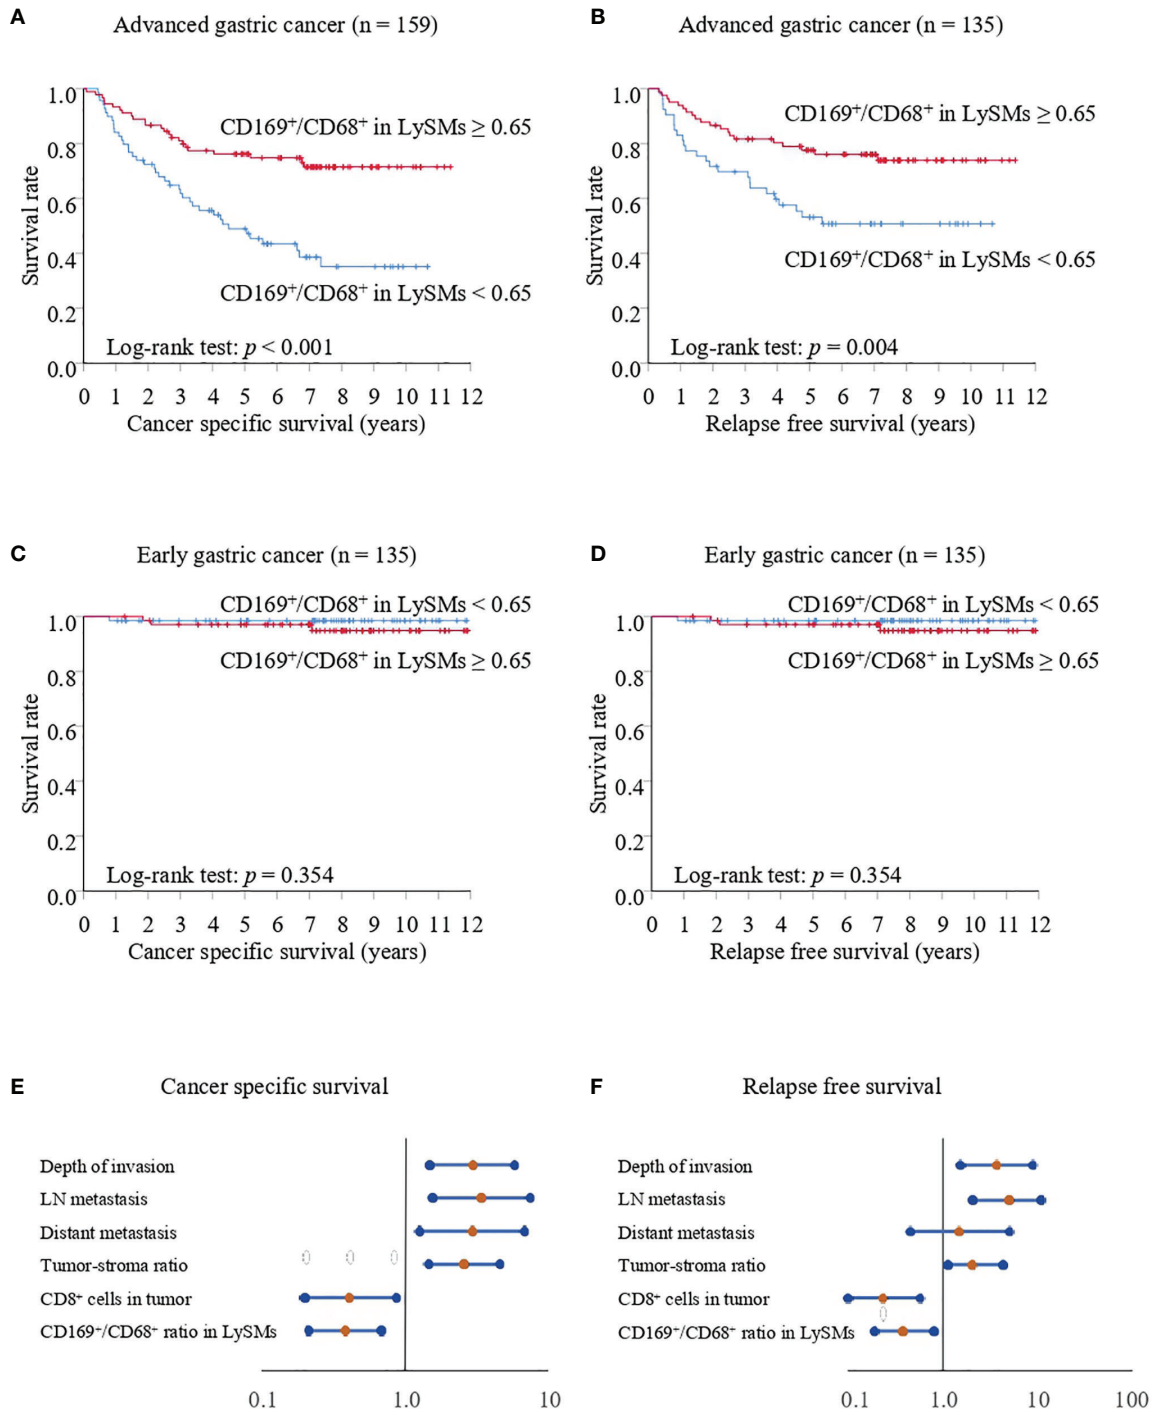 A
Advanced gastric cancer (n = 159)
1.0
0.8
0.6
0.4
0.2
0.0
Survival rate
CD169⁺/CD68⁺ in LySMs ≥ 0.65
CD169⁺/CD68⁺ in LySMs < 0.65
Log-rank test: p < 0.001
0 1 2 3 4 5 6 7 8 9 10 11 12
Cancer specific survival (years)
B
Advanced gastric cancer (n = 135)
1.0
0.8
0.6
0.4
0.2
0.0
Survival rate
CD169⁺/CD68⁺ in LySMs ≥ 0.65
CD169⁺/CD68⁺ in LySMs < 0.65
Log-rank test: p = 0.004
0 1 2 3 4 5 6 7 8 9 10 11 12
Relapse free survival (years)
C
Early gastric cancer (n = 135)
1.0
0.8
0.6
0.4
0.2
0.0
Survival rate
CD169⁺/CD68⁺ in LySMs < 0.65
CD169⁺/CD68⁺ in LySMs ≥ 0.65
Log-rank test: p = 0.354
0 1 2 3 4 5 6 7 8 9 10 11 12
Cancer specific survival (years)
D
Early gastric cancer (n = 135)
1.0
0.8
0.6
0.4
0.2
0.0
Survival rate
CD169⁺/CD68⁺ in LySMs < 0.65
CD169⁺/CD68⁺ in LySMs ≥ 0.65
Log-rank test: p = 0.354
0 1 2 3 4 5 6 7 8 9 10 11 12
Relapse free survival (years)
E
Cancer specific survival
Depth of invasion
LN metastasis
Distant metastasis
Tumor-stroma ratio
CD8⁺ cells in tumor
CD169⁺/CD68⁺ ratio in LySMs
0.1 1.0 10
F
Relapse free survival
Depth of invasion
LN metastasis
Distant metastasis
Tumor-stroma ratio
CD8⁺ cells in tumor
CD169⁺/CD68⁺ ratio in LySMs
0.1 1.0 10 100